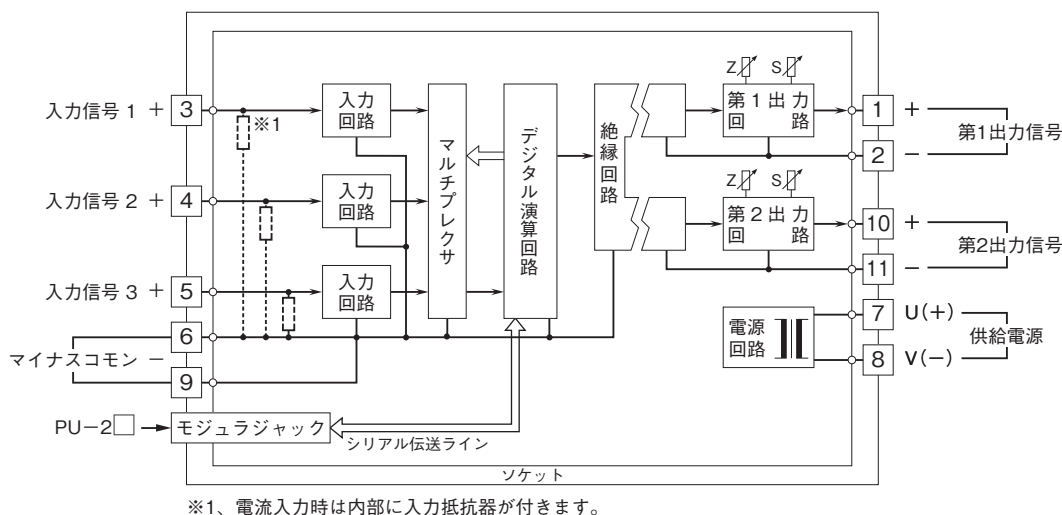 入力信号 1 + 3
※1
入力回路
入力信号 2 + 4
入力回路
入力信号 3 + 5
入力回路
6
マイナスコモン −
9
PU−2□
モジュラジャック
シリアル伝送ライン
マルチプレクサ
デジタル演算回路
絶縁回路
Z S
第1出力回路
1 +
第1出力信号
2 −
Z S
第2出力回路
10 +
第2出力信号
11 −
電源回路
7 U(+)
供給電源
8 V(−)
ソケット
※1、電流入力時は内部に入力抵抗器が付きます。